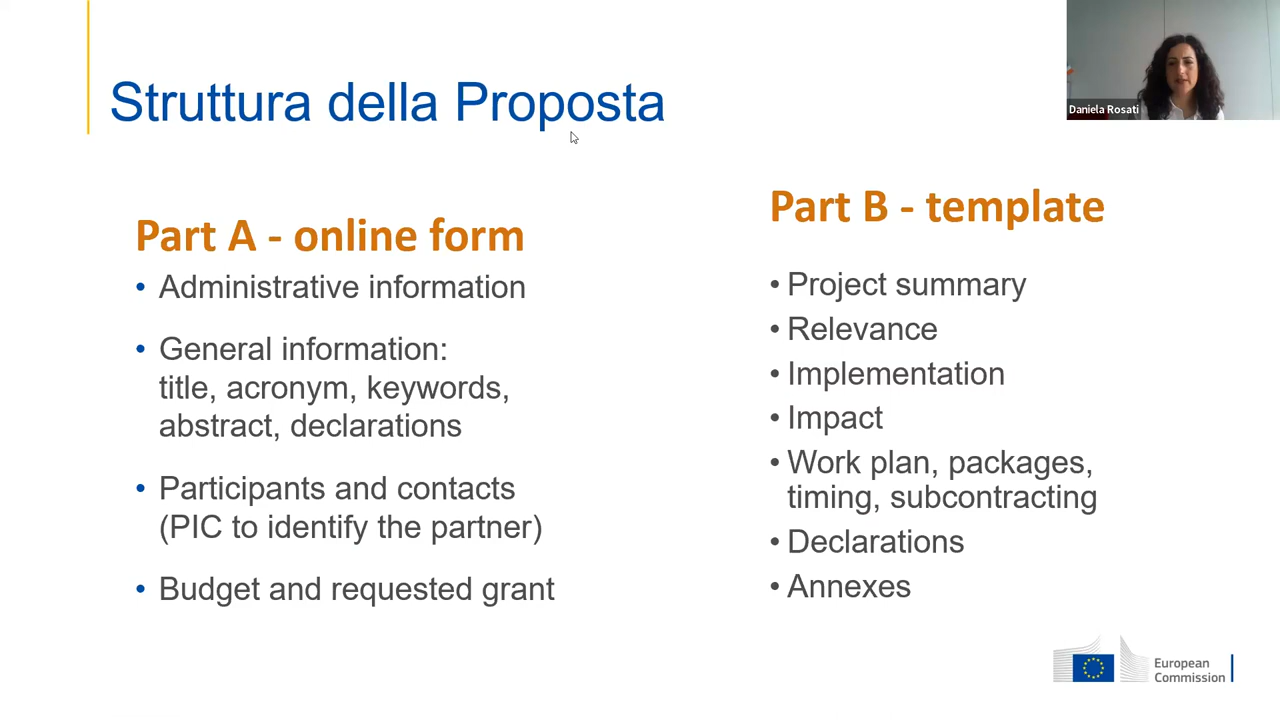 Struttura della Proposta
Daniela Rosati
Part A - online form
• Administrative information
• General information:
title, acronym, keywords,
abstract, declarations
• Participants and contacts
(PIC to identify the partner)
• Budget and requested grant
Part B - template
• Project summary
• Relevance
• Implementation
• Impact
• Work plan, packages,
timing, subcontracting
• Declarations
• Annexes
European
Commission